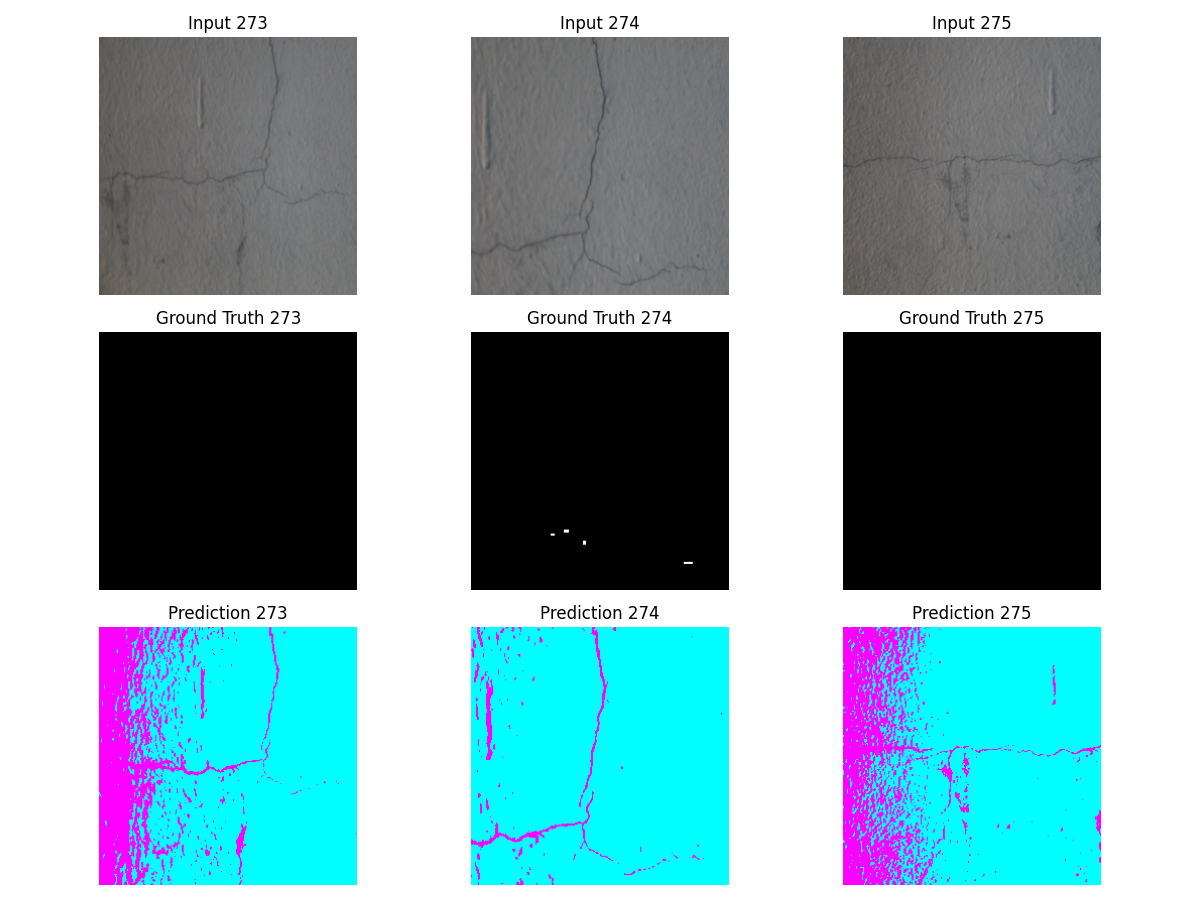 Input 273
Input 274
Input 275
Ground Truth 273
Ground Truth 274
Ground Truth 275
Prediction 273
Prediction 274
Prediction 275